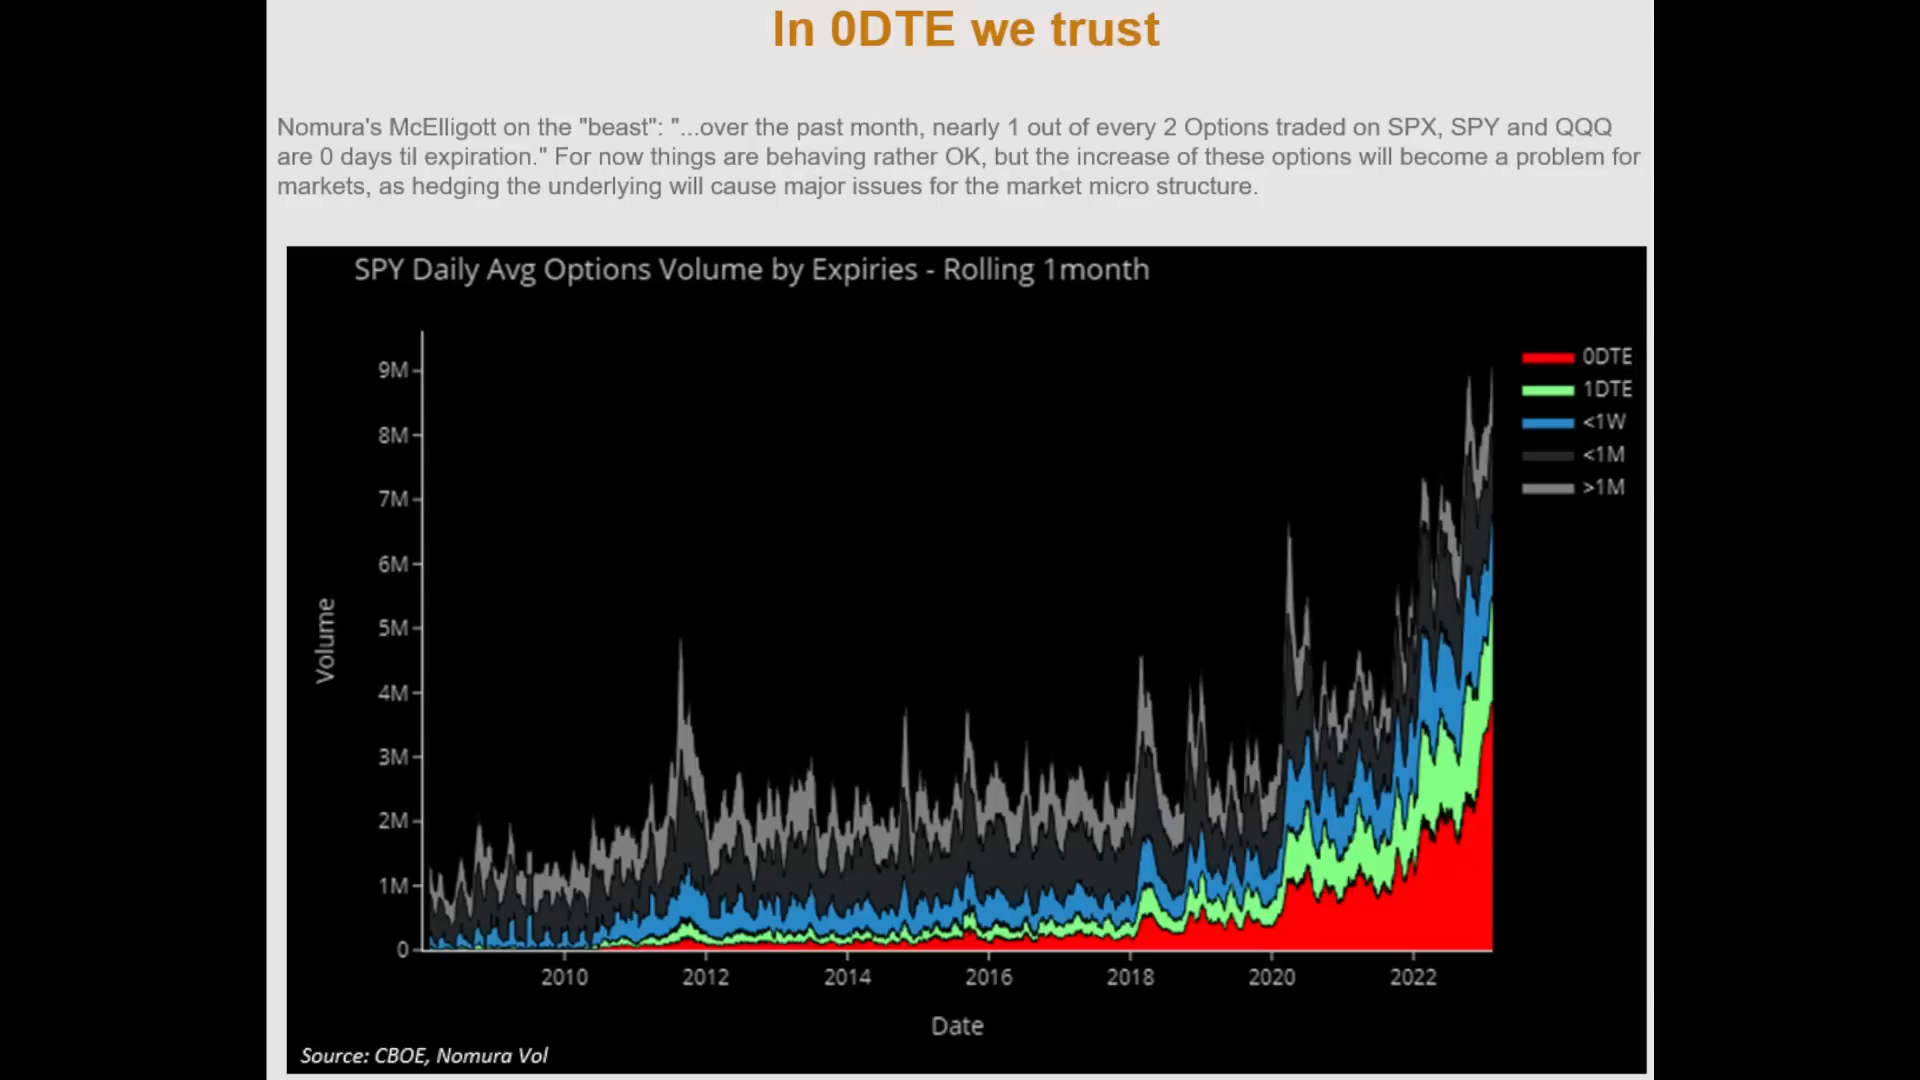 In 0DTE we trust
Nomura's McElligott on the "beast": "...over the past month, nearly 1 out of every 2 Options traded on SPX, SPY and QQQ
are 0 days til expiration." For now things are behaving rather OK, but the increase of these options will become a problem for
markets, as hedging the underlying will cause major issues for the market micro structure.
SPY Daily Avg Options Volume by Expiries - Rolling 1month
9M
8M
7M
6M
5M
4M
3M
2M
1M
0
Volume
0DTE
1DTE
<1W
<1M
>1M
2010
2012
2014
2016
2018
2020
2022
Date
Source: CBOE, Nomura Vol